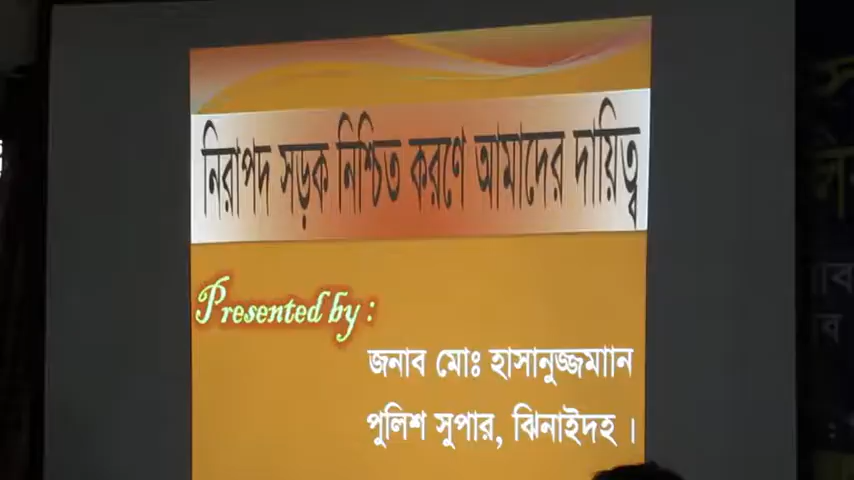 নিরাপদ সড়ক নিশ্চিত করণে আমাদের দায়িত্ব
Presented by :
জনাব মোঃ হাসানুজ্জমাান
পুলিশ সুপার, ঝিনাইদহ ।